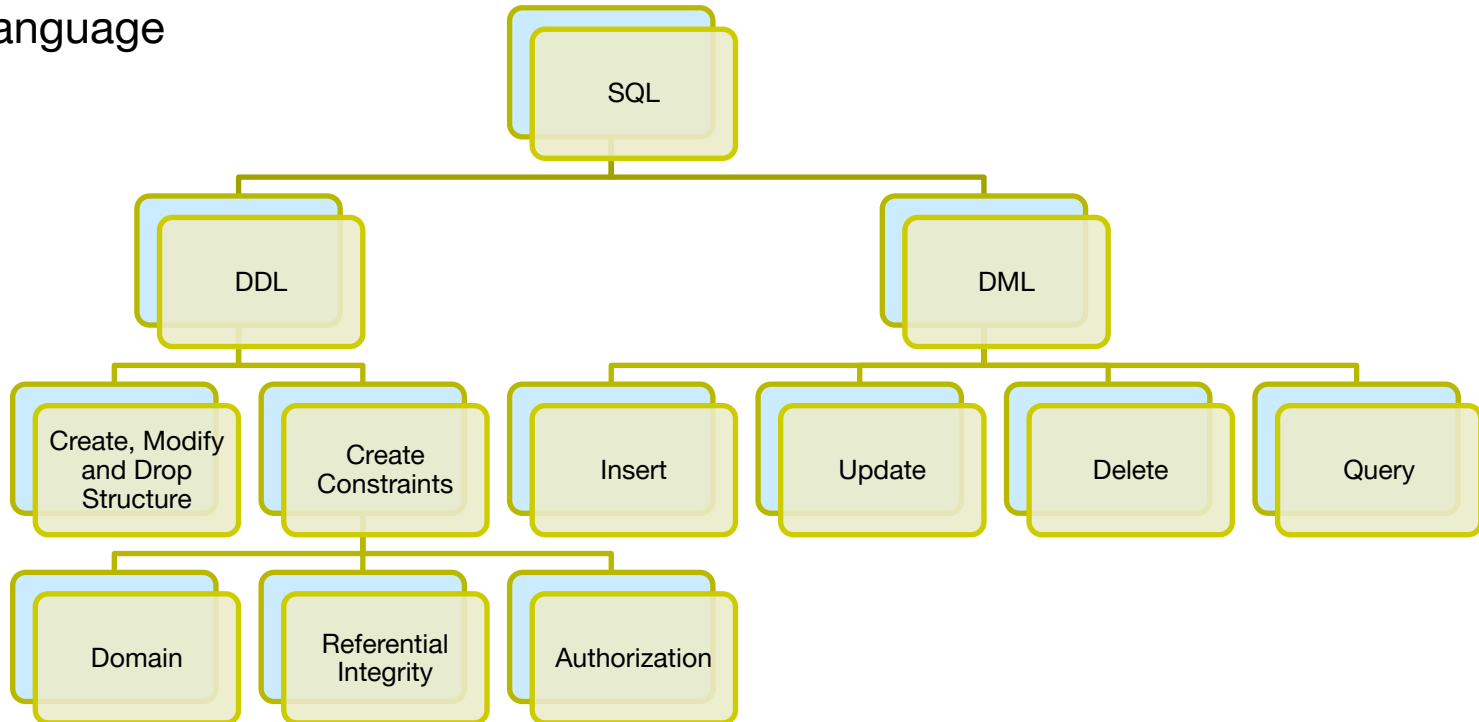 anguage
SQL
DDL
DML
Create, Modify
and Drop
Structure
Create
Constraints
Insert
Update
Delete
Query
Domain
Referential
Integrity
Authorization